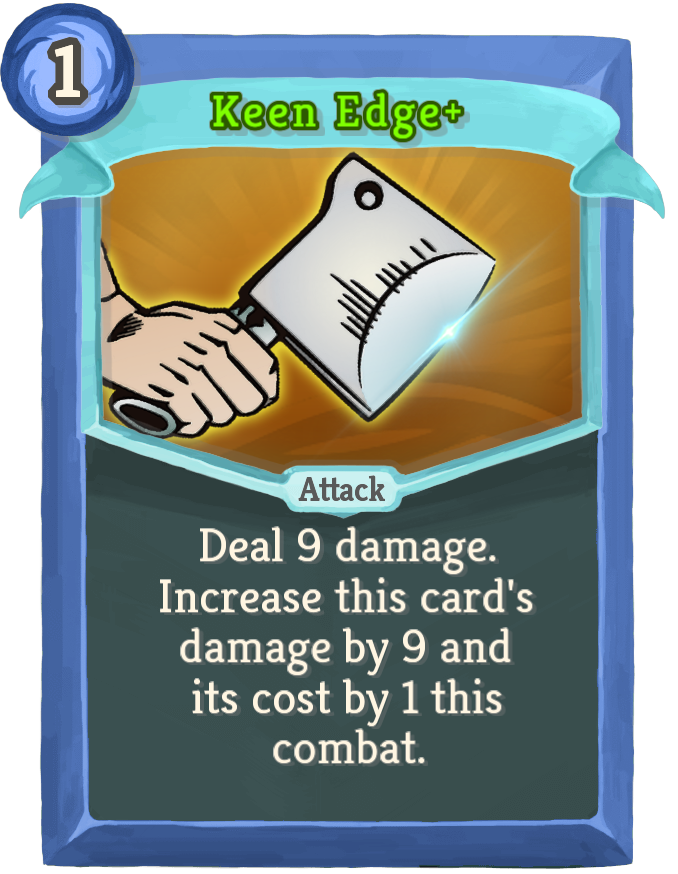 1
Keen Edge+
Attack
Deal 9 damage.
Increase this card's
damage by 9 and
its cost by 1 this
combat.